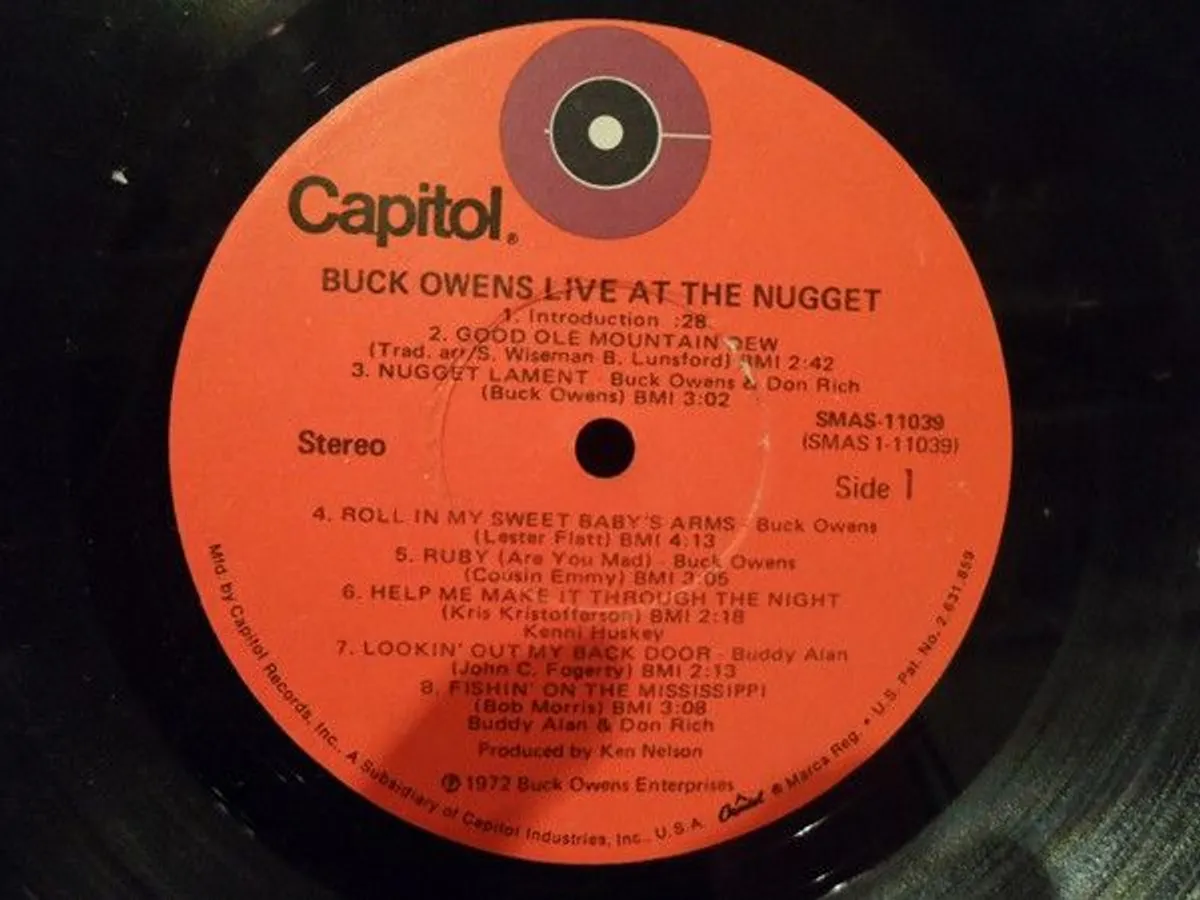 Capitol®
BUCK OWENS LIVE AT THE NUGGET
1. Introduction :28
2. GOOD OLE MOUNTAIN DEW
(Trad. arr/S. Wiseman B. Lunsford) BMI 2:42
3. NUGGET LAMENT - Buck Owens & Don Rich
(Buck Owens) BMI 3:02
Stereo
SMAS-11039
(SMAS 1-11039)
Side 1
4. ROLL IN MY SWEET BABY'S ARMS - Buck Owens
(Lester Flatt) BMI 4:13
5. RUBY (Are You Mad) - Buck Owens
(Cousin Emmy) BMI 3:05
6. HELP ME MAKE IT THROUGH THE NIGHT
(Kris Kristofferson) BMI 2:18
Kenni Huskey
7. LOOKIN' OUT MY BACK DOOR - Buddy Alan
(John C. Fogerty) BMI 2:13
8. FISHIN' ON THE MISSISSIPPI
(Bob Morris) BMI 3:08
Buddy Alan & Don Rich
Produced by Ken Nelson
Ⓟ 1972 Buck Owens Enterprises
Mfd. by Capitol Records, Inc., A Subsidiary of Capitol Industries, Inc., U.S.A. Capitol ® Marca Reg. • U.S. Pat. No. 2,631,859